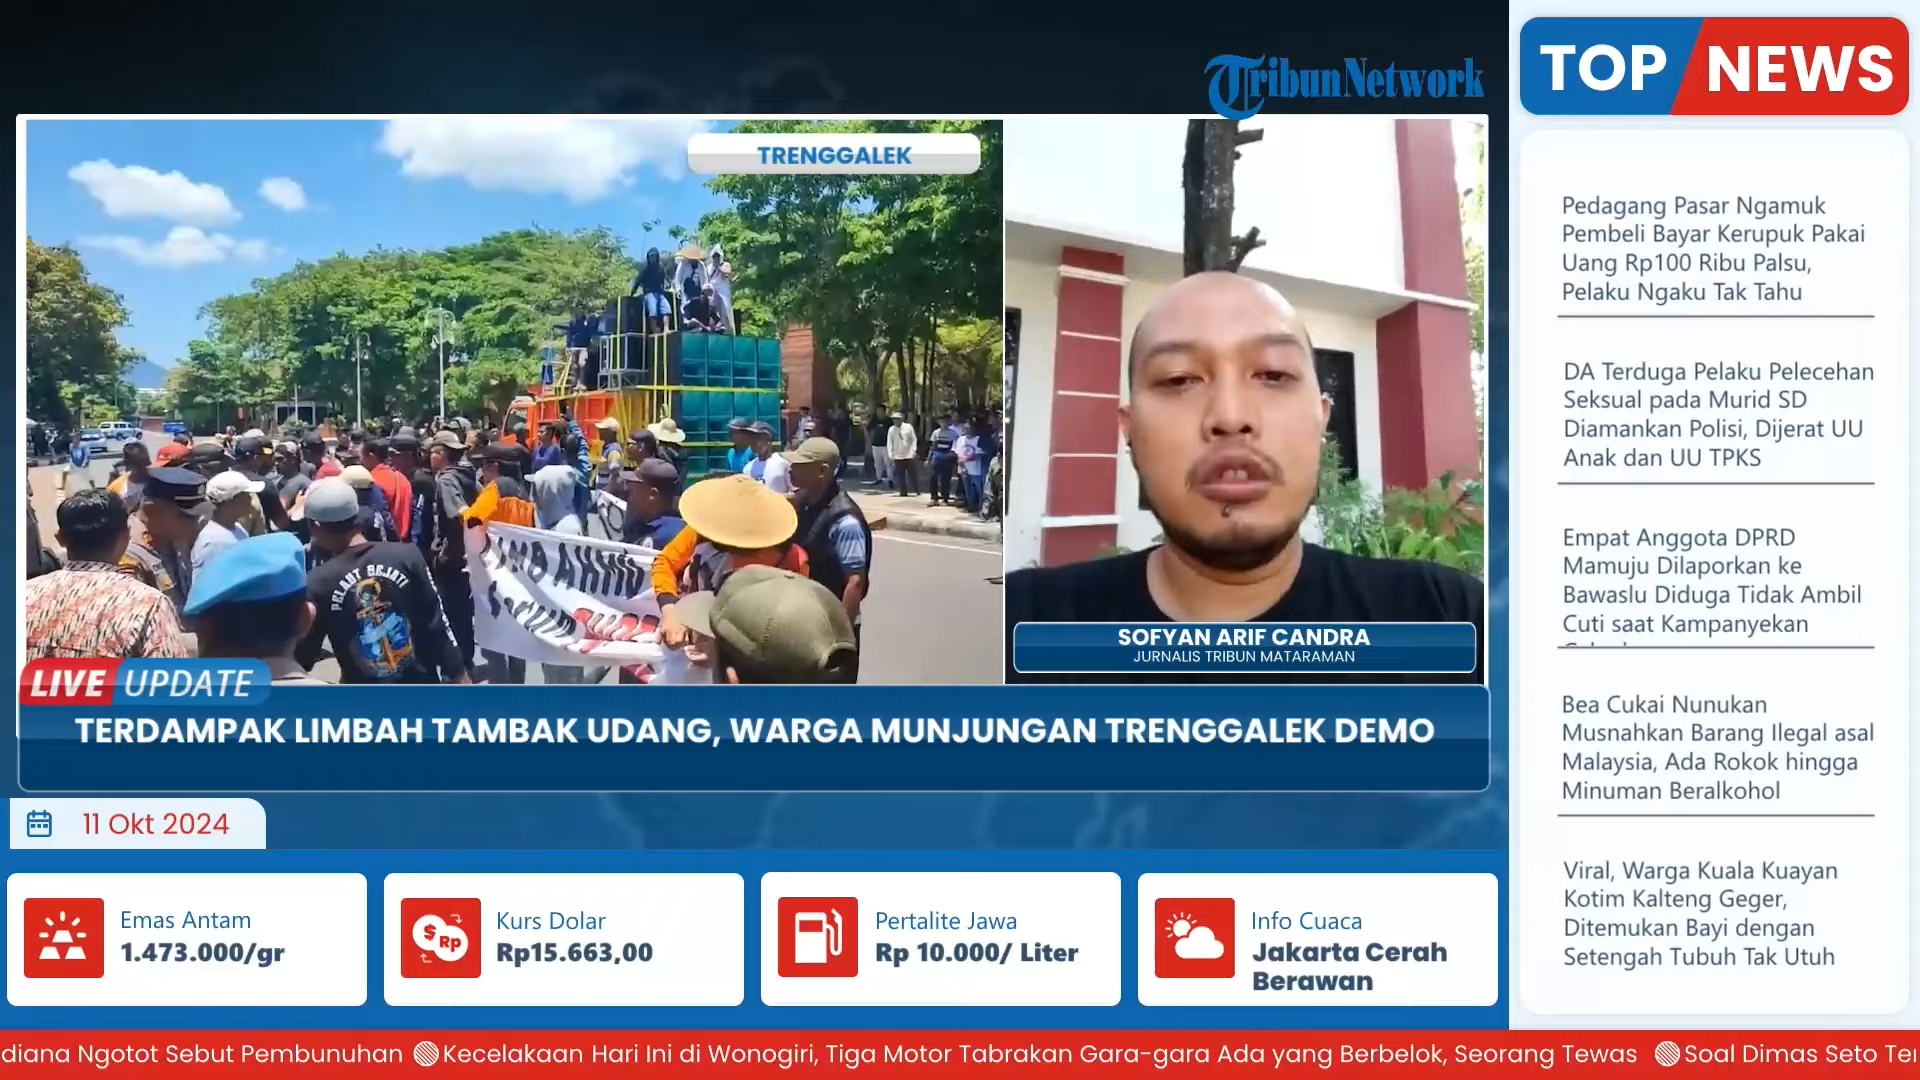 TribunNetwork
TRENGGALEK
PELAUT SEJATI
SOFYAN ARIF CANDRA
JURNALIS TRIBUN MATARAMAN
LIVE UPDATE
TERDAMPAK LIMBAH TAMBAK UDANG, WARGA MUNJUNGAN TRENGGALEK DEMO
11 Okt 2024
Emas Antam
1.473.000/gr
Kurs Dolar
Rp15.663,00
Pertalite Jawa
Rp 10.000/ Liter
Info Cuaca
Jakarta Cerah
Berawan
TOP NEWS
Pedagang Pasar Ngamuk
Pembeli Bayar Kerupuk Pakai
Uang Rp100 Ribu Palsu,
Pelaku Ngaku Tak Tahu
DA Terduga Pelaku Pelecehan
Seksual pada Murid SD
Diamankan Polisi, Dijerat UU
Anak dan UU TPKS
Empat Anggota DPRD
Mamuju Dilaporkan ke
Bawaslu Diduga Tidak Ambil
Cuti saat Kampanyekan
Bea Cukai Nunukan
Musnahkan Barang Ilegal asal
Malaysia, Ada Rokok hingga
Minuman Beralkohol
Viral, Warga Kuala Kuayan
Kotim Kalteng Geger,
Ditemukan Bayi dengan
Setengah Tubuh Tak Utuh
diana Ngotot Sebut Pembunuhan Kecelakaan Hari Ini di Wonogiri, Tiga Motor Tabrakan Gara-gara Ada yang Berbelok, Seorang Tewas Soal Dimas Seto